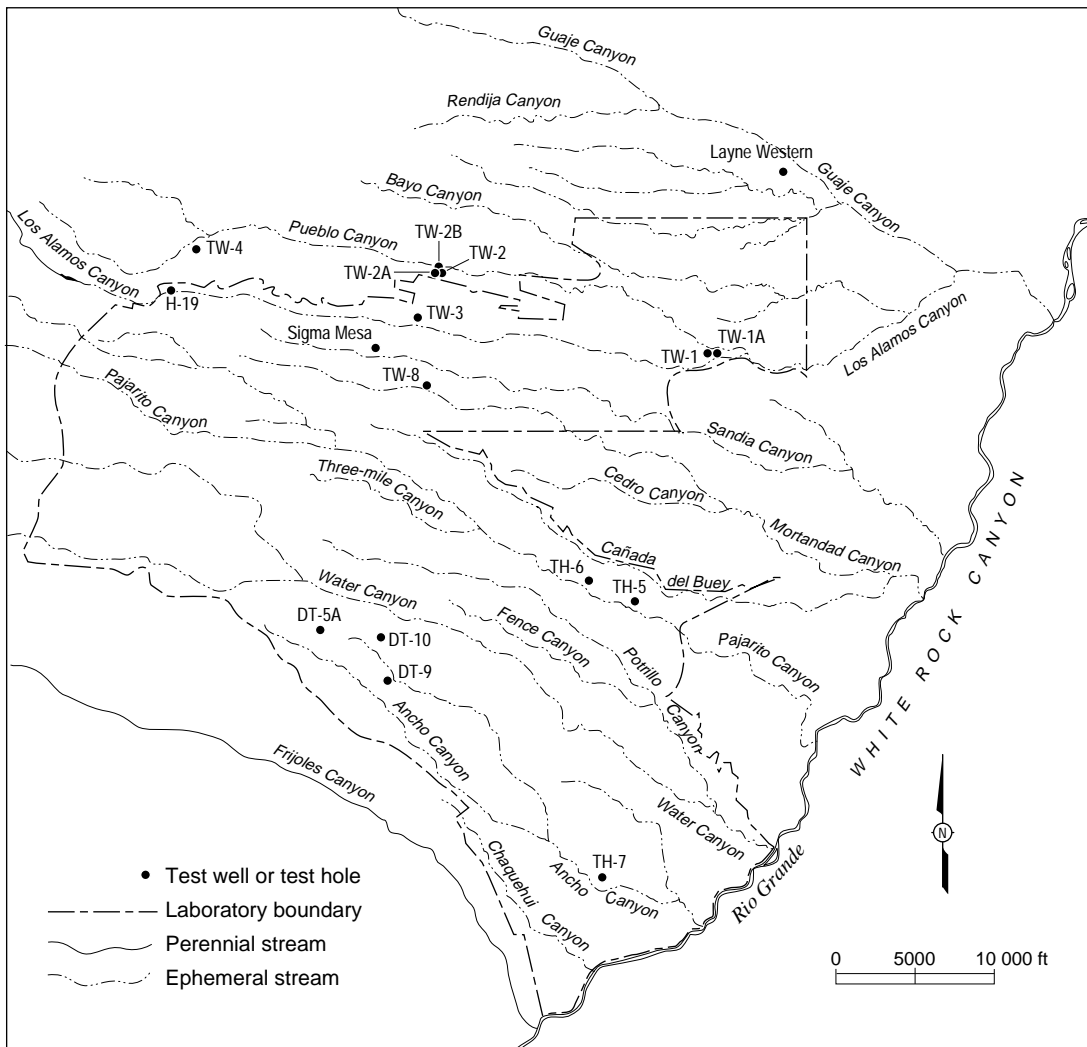 Guaje Canyon
Rendija Canyon
Layne Western
Guaje Canyon
Bayo Canyon
Los Alamos Canyon
Pueblo Canyon
TW-2B
TW-2
TW-4
TW-2A
H-19
TW-3
Sigma Mesa
TW-1A
TW-1
Los Alamos Canyon
TW-8
Pajarito Canyon
Sandia Canyon
Three-mile Canyon
Cedro Canyon
Mortandad Canyon
WHITE ROCK CANYON
Cañada
del Buey
TH-6
TH-5
Water Canyon
DT-5A
DT-10
Fence Canyon
Potrillo
Canyon
Pajarito Canyon
DT-9
Ancho Canyon
Frijoles Canyon
Water Canyon
N
Rio Grande
TH-7
Ancho
Canyon
Chaquehui
Canyon
Test well or test hole
Laboratory boundary
Perennial stream
Ephemeral stream
0 5000 10 000 ft